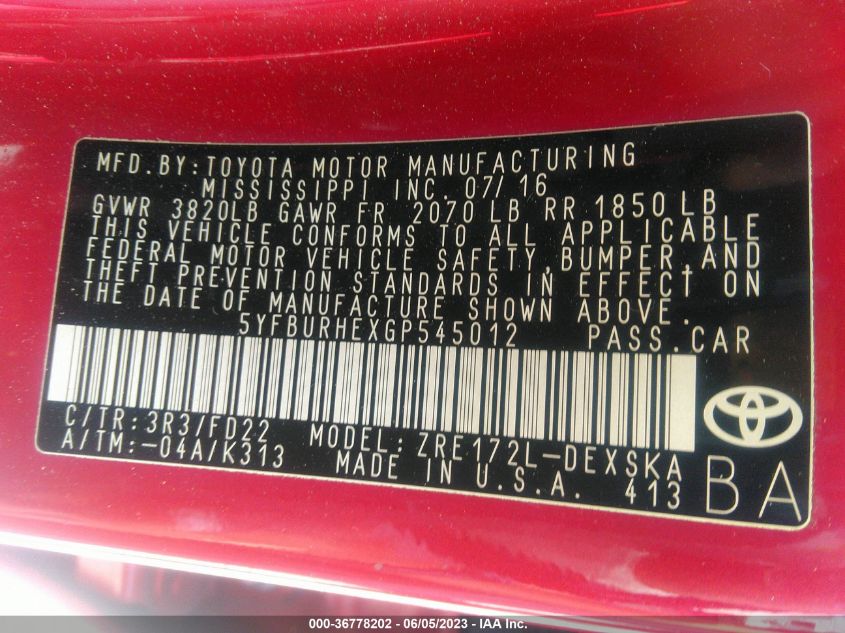 MFD.BY:TOYOTA MOTOR MANUFACTURING
MISSISSIPPI INC. 07/16
GVWR 3820LB GAWR FR 2070 LB RR 1850 LB
THIS VEHICLE CONFORMS TO ALL APPLICABLE
FEDERAL MOTOR VEHICLE SAFETY,BUMPER,AND
THEFT PREVENTION STANDARDS IN EFFECT ON
THE DATE OF MANUFACTURE SHOWN ABOVE.
5YFBURHEXGP545012 PASS.CAR
C/TR:3R3/FD22 MODEL:ZRE172L-DEXSKA
A/TM:-04A/K313 MADE IN U.S.A. 413
BA
000-36778202 - 06/05/2023 - IAA Inc.